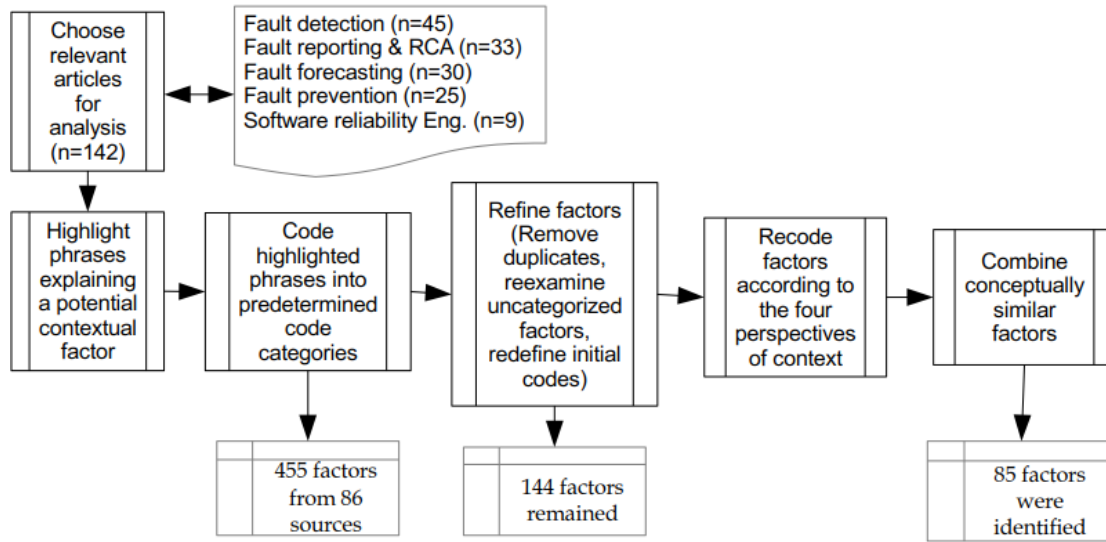 Choose
relevant
articles
for
analysis
(n=142)
Fault detection (n=45)
Fault reporting & RCA (n=33)
Fault forecasting (n=30)
Fault prevention (n=25)
Software reliability Eng. (n=9)
Highlight
phrases
explaining
a potential
contextual
factor
Code
highlighted
phrases into
predetermined
code
categories
Refine factors
(Remove
duplicates,
reexamine
uncategorized
factors,
redefine initial
codes)
Recode
factors
according to
the four
perspectives
of context
Combine
conceptually
similar
factors
455 factors
from 86
sources
144 factors
remained
85 factors
were
identified